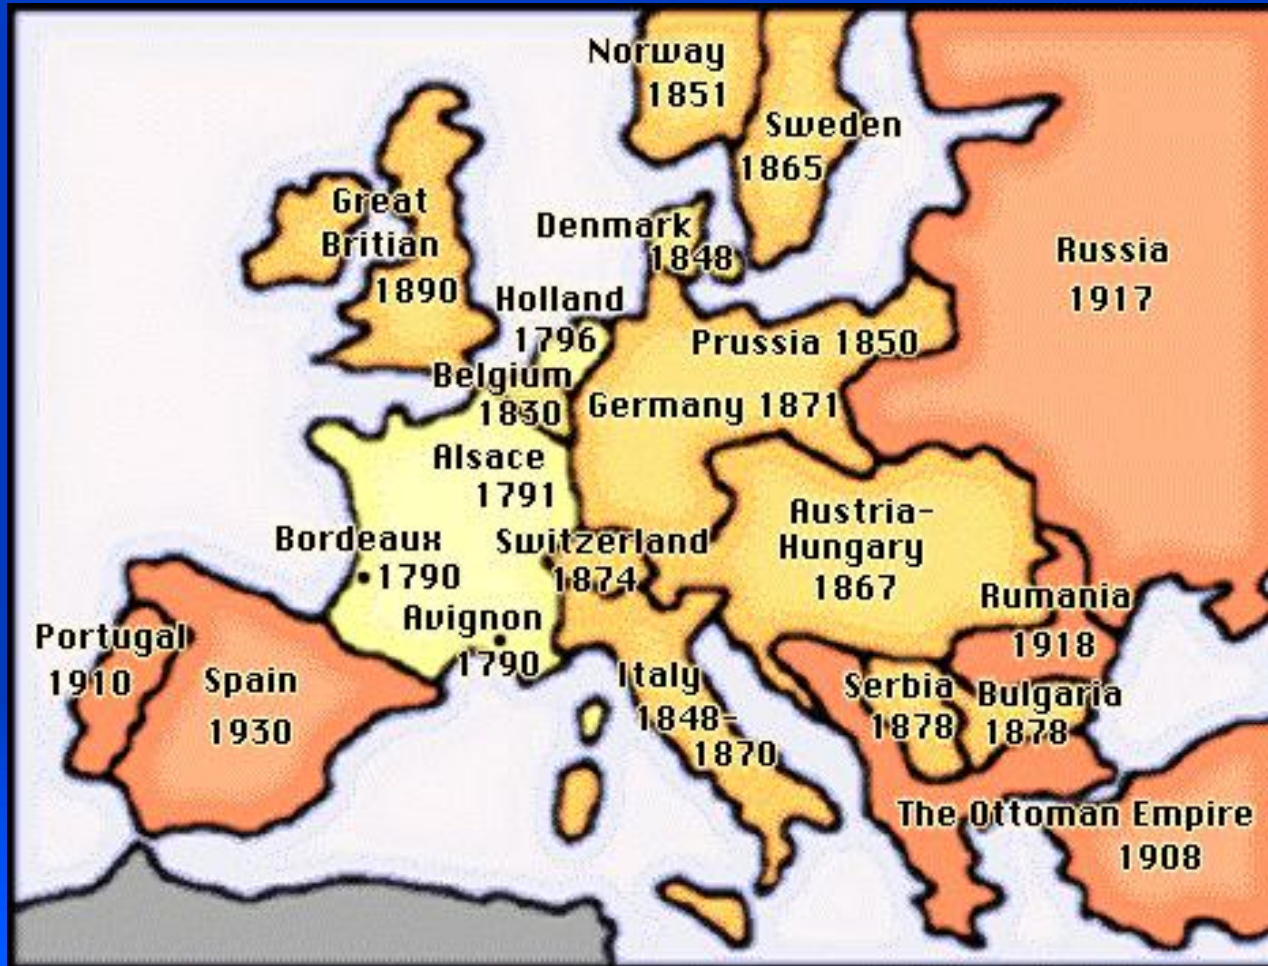 Norway
1851
Sweden
1865
Great
Britian
1890
Denmark
1848
Holland
1796
Russia
1917
Prussia 1850
Belgium
1830
Germany 1871
Alsace
1791
Austria-
Hungary
1867
Bordeaux
1790
Switzerland
1874
Avignon
1790
Rumania
1918
Portugal
1910
Spain
1930
Italy
1848-
1870
Serbia
1878
Bulgaria
1878
The Ottoman Empire
1908